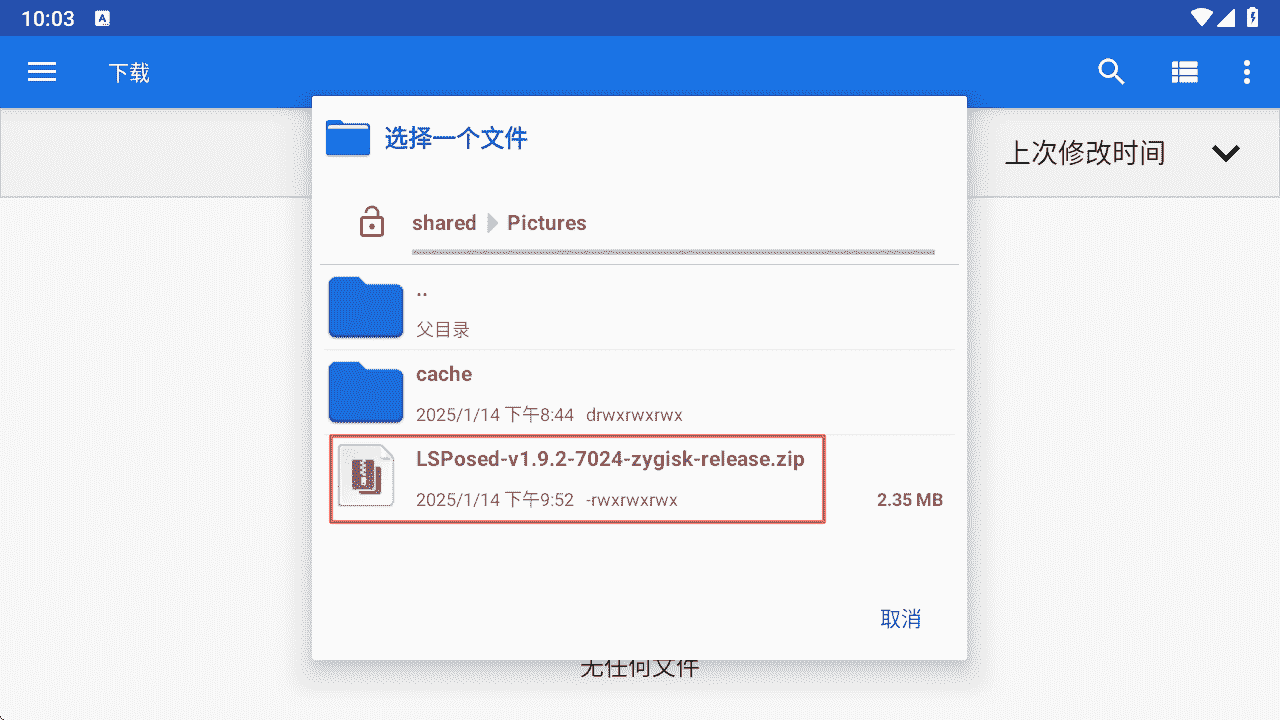 10:03 A
下载
选择一个文件
上次修改时间
shared Pictures
..
父目录
cache
2025/1/14 下午8:44 drwxrwxrwx
LSPosed-v1.9.2-7024-zygisk-release.zip
2025/1/14 下午9:52 -rwxrwxrwx 2.35 MB
取消
无任何文件